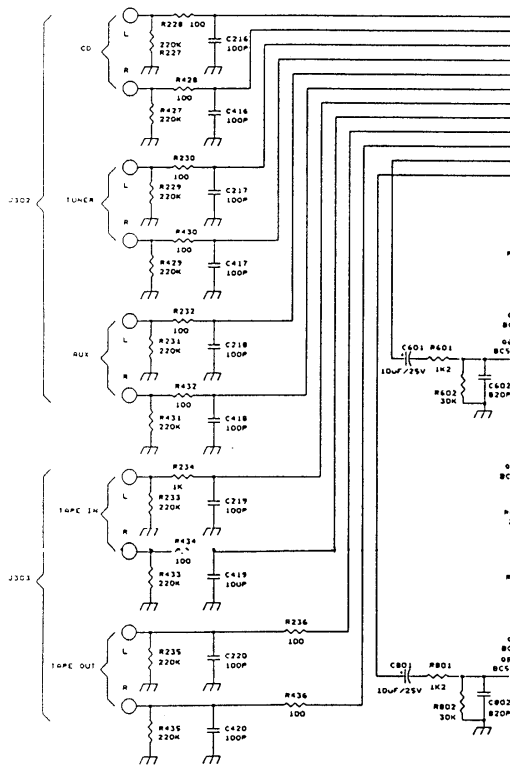 L
R228 100
CD
220K
R227
C216
100P
R
R428
100
R427
220K
C416
100P
J302
TUNER
L
R230
100
R229
220K
C217
100P
R
R430
100
R429
220K
C417
100P
AUX
L
R232
100
R231
220K
C218
100P
R
R432
100
R431
220K
C418
100P
C601 R601
10uF/25V 1K2
BC5
R602
30K
C602
820P
J303
TAPE IN
L
R234
1K
R233
220K
C219
100P
R
R434
100
R433
220K
C419
10UP
TAPE OUT
L
R236
100
R235
220K
C220
100P
R
R436
100
R435
220K
C420
100P
C801 R801
10uF/25V 1K2
BC5
R802
30K
C802
820P